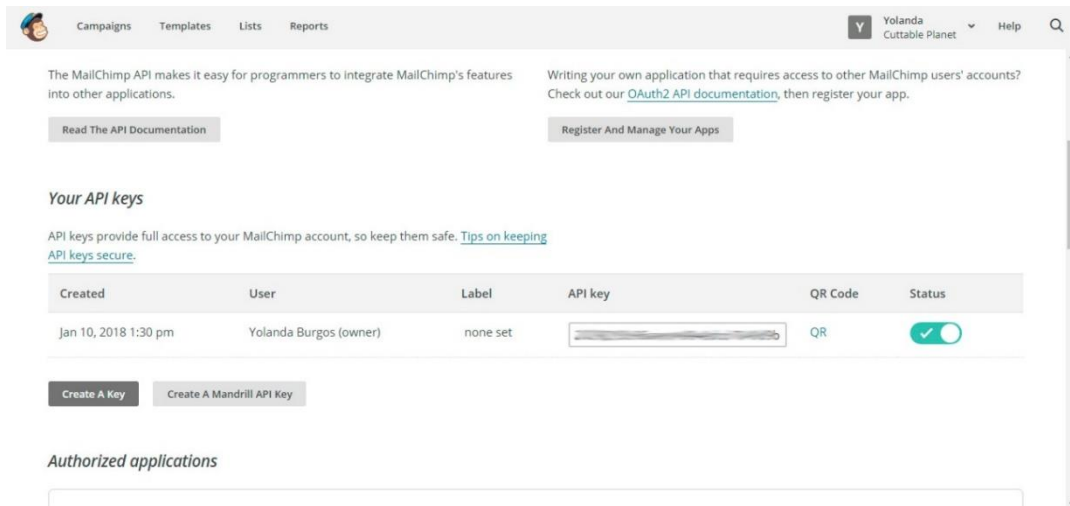 Campaigns Templates Lists Reports
Y Yolanda
Cuttable Planet
Help
The MailChimp API makes it easy for programmers to integrate MailChimp's features
into other applications.
Read The API Documentation
Writing your own application that requires access to other MailChimp users' accounts?
Check out our OAuth2 API documentation, then register your app.
Register And Manage Your Apps
Your API keys
API keys provide full access to your MailChimp account, so keep them safe. Tips on keeping
API keys secure.
Created User Label API key QR Code Status
Jan 10, 2018 1:30 pm Yolanda Burgos (owner) none set QR
Create A Key Create A Mandrill API Key
Authorized applications